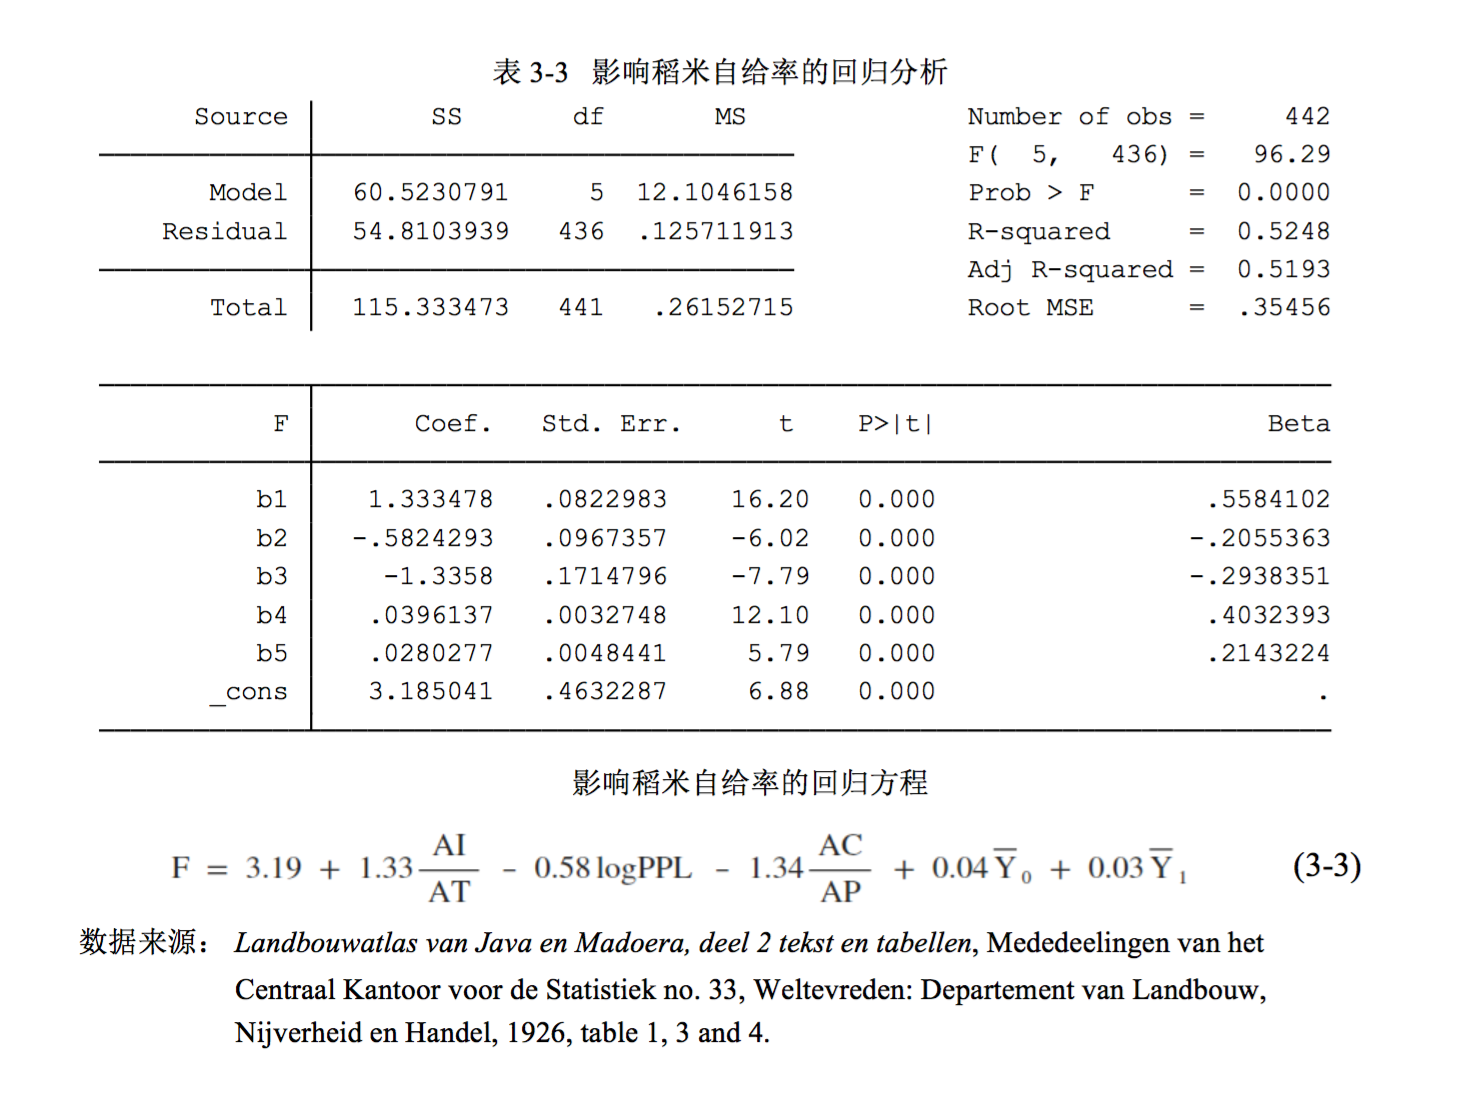 表 3-3 影响稻米自给率的回归分析
Source SS df MS Number of obs = 442
F( 5, 436) = 96.29
Model 60.5230791 5 12.1046158 Prob > F = 0.0000
Residual 54.8103939 436 .125711913 R-squared = 0.5248
Adj R-squared = 0.5193
Total 115.333473 441 .26152715 Root MSE = .35456
F Coef. Std. Err. t P>|t| Beta
b1 1.333478 .0822983 16.20 0.000 .5584102
b2 -.5824293 .0967357 -6.02 0.000 -.2055363
b3 -1.3358 .1714796 -7.79 0.000 -.2938351
b4 .0396137 .0032748 12.10 0.000 .4032393
b5 .0280277 .0048441 5.79 0.000 .2143224
_cons 3.185041 .4632287 6.88 0.000 .
影响稻米自给率的回归方程
F = 3.19 + 1.33 AI/AT - 0.58 logPPL - 1.34 AC/AP + 0.04 Y̅₀ + 0.03 Y̅₁ (3-3)
数据来源： Landbouwatlas van Java en Madoera, deel 2 tekst en tabellen, Mededeelingen van het
Centraal Kantoor voor de Statistiek no. 33, Weltevreden: Departement van Landbouw,
Nijverheid en Handel, 1926, table 1, 3 and 4.